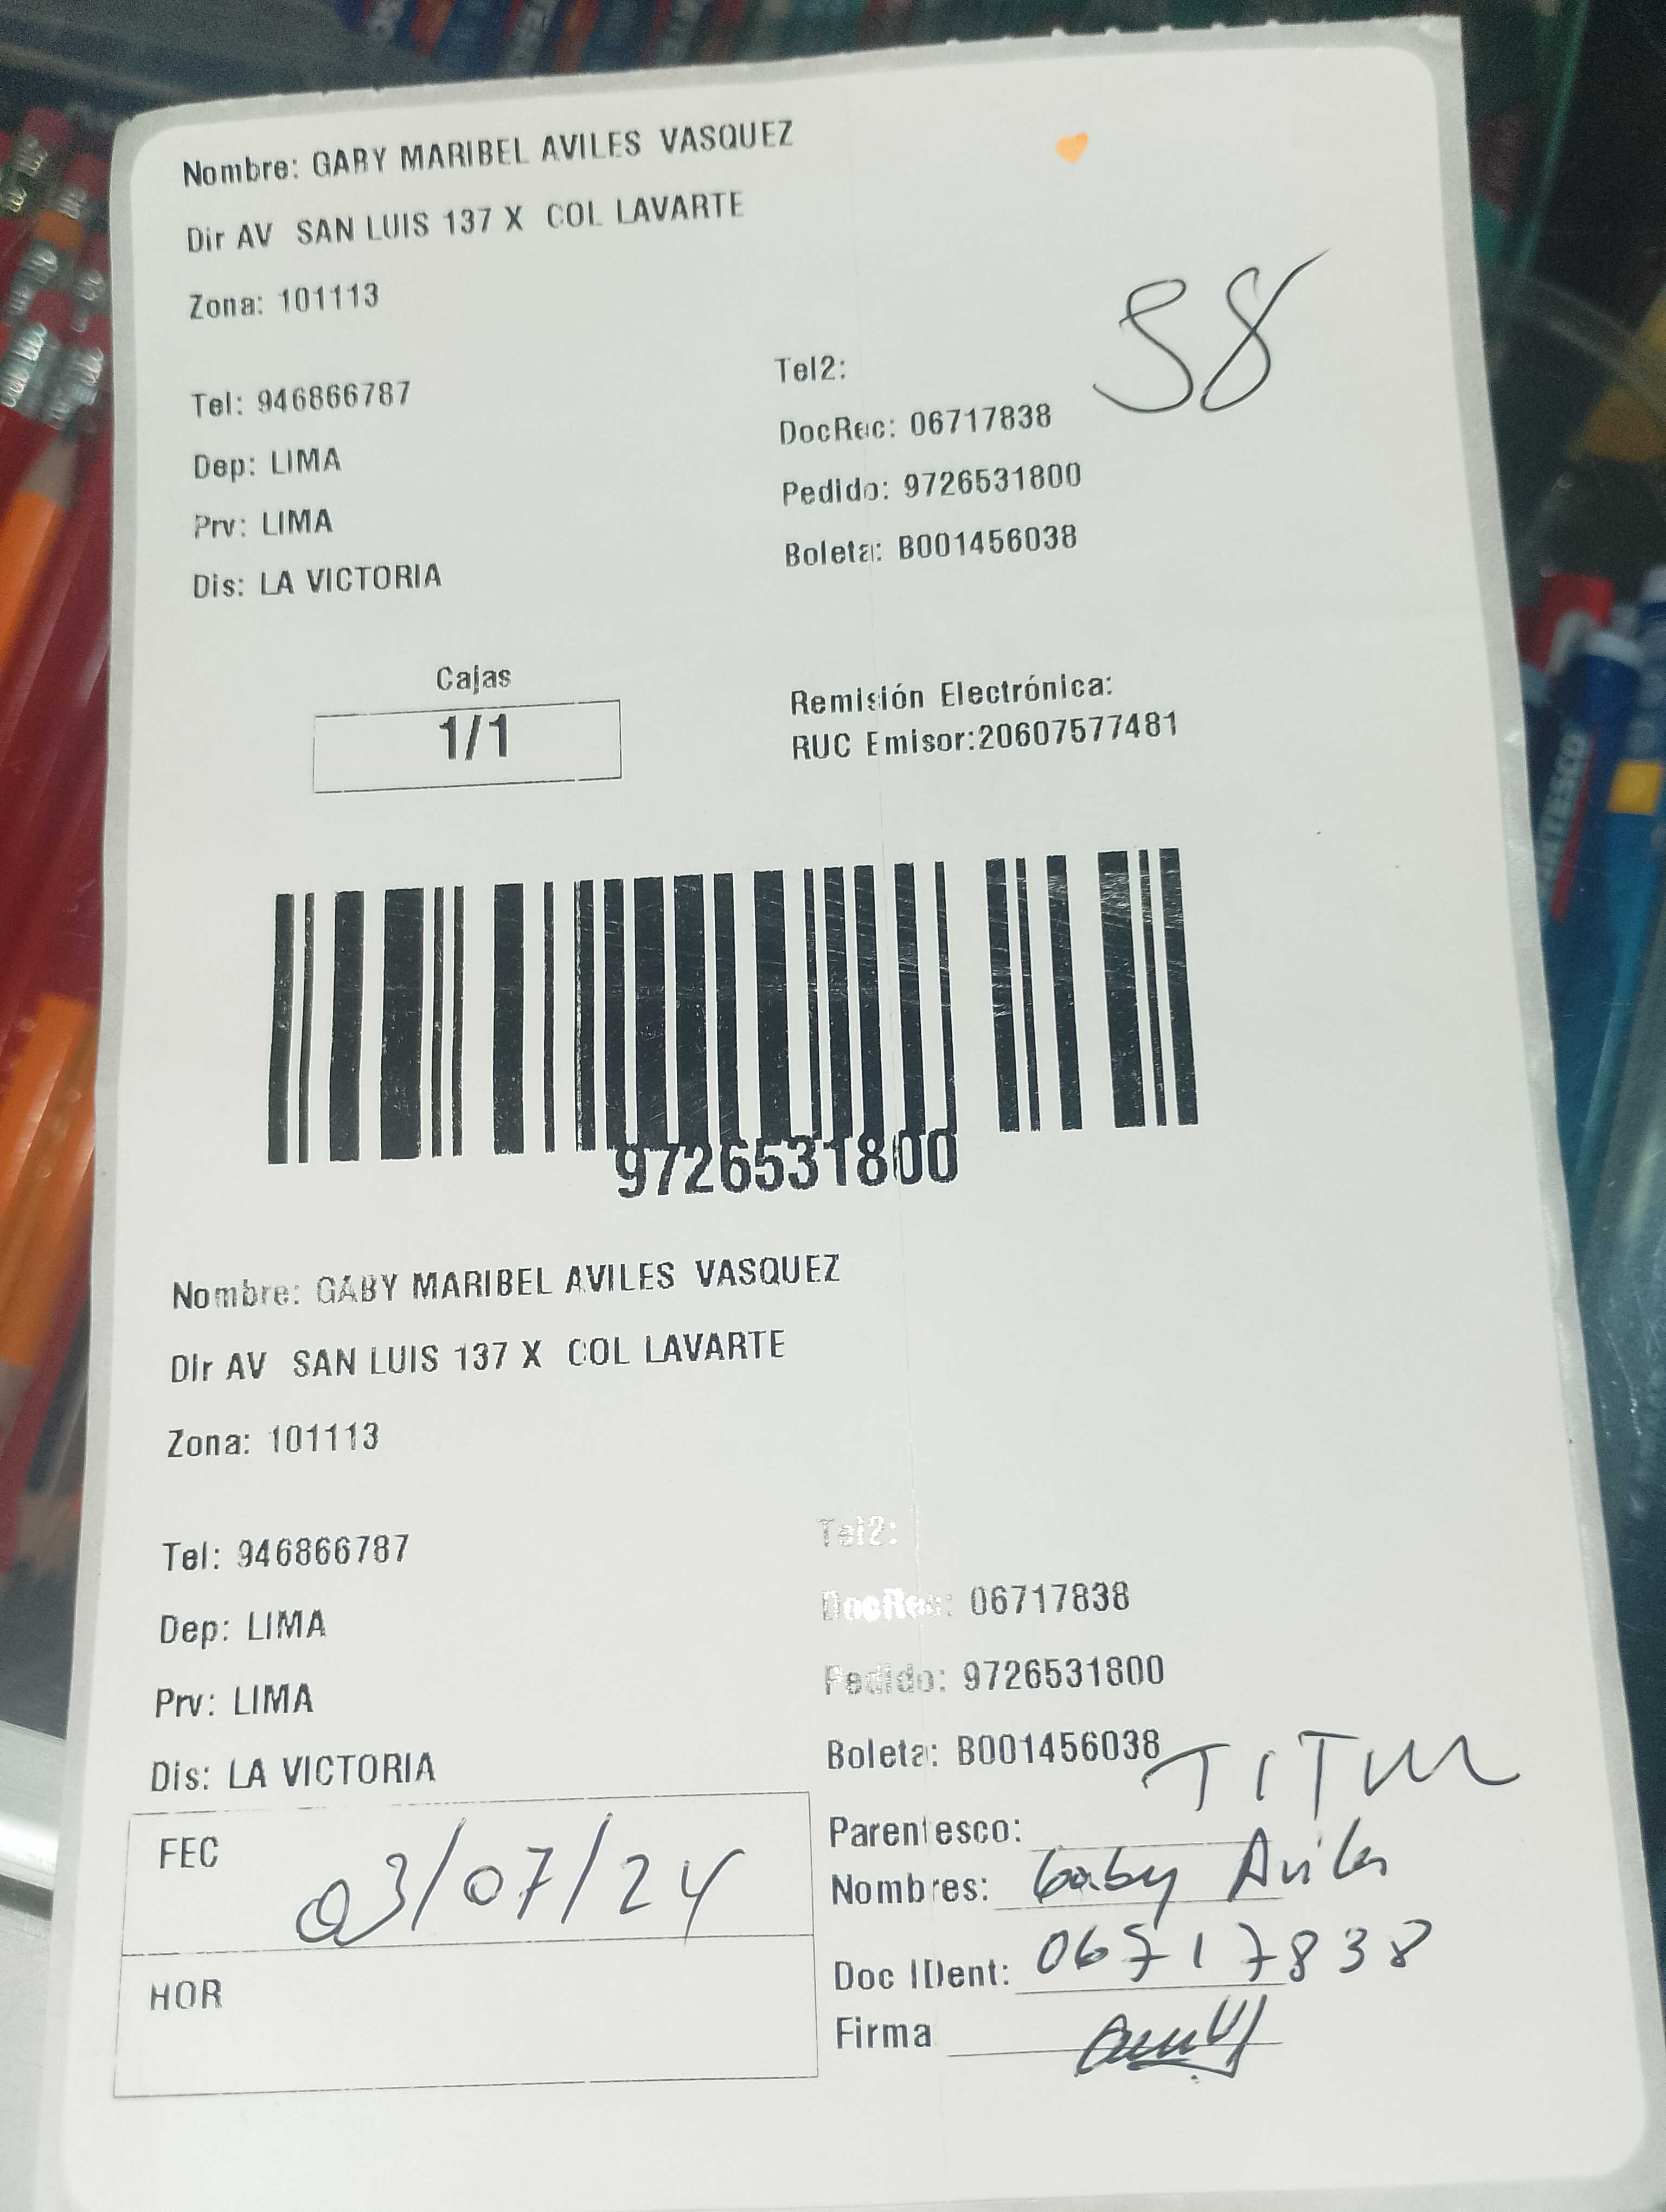 Nombre: GABY MARIBEL AVILES VASQUEZ
Dir AV SAN LUIS 137 X COL LAVARTE
Zona: 101113
Tel: 946866787
Dep: LIMA
Prv: LIMA
Dis: LA VICTORIA
Tel2:
DocRec: 06717838
Pedido: 9726531800
Boleta: B001456038
58
Cajas
1/1
Remisión Electrónica:
RUC Emisor:20607577481
9726531800
Nombre: GABY MARIBEL AVILES VASQUEZ
Dir AV SAN LUIS 137 X COL LAVARTE
Zona: 101113
Tel: 946866787
Dep: LIMA
Prv: LIMA
Dis: LA VICTORIA
Tel2:
DocRec: 06717838
Pedido: 9726531800
Boleta: B001456038
FEC 03/07/24
HOR
Parentesco:
Nombres: Gaby Aviles
Doc IDent: 06717838
Firma